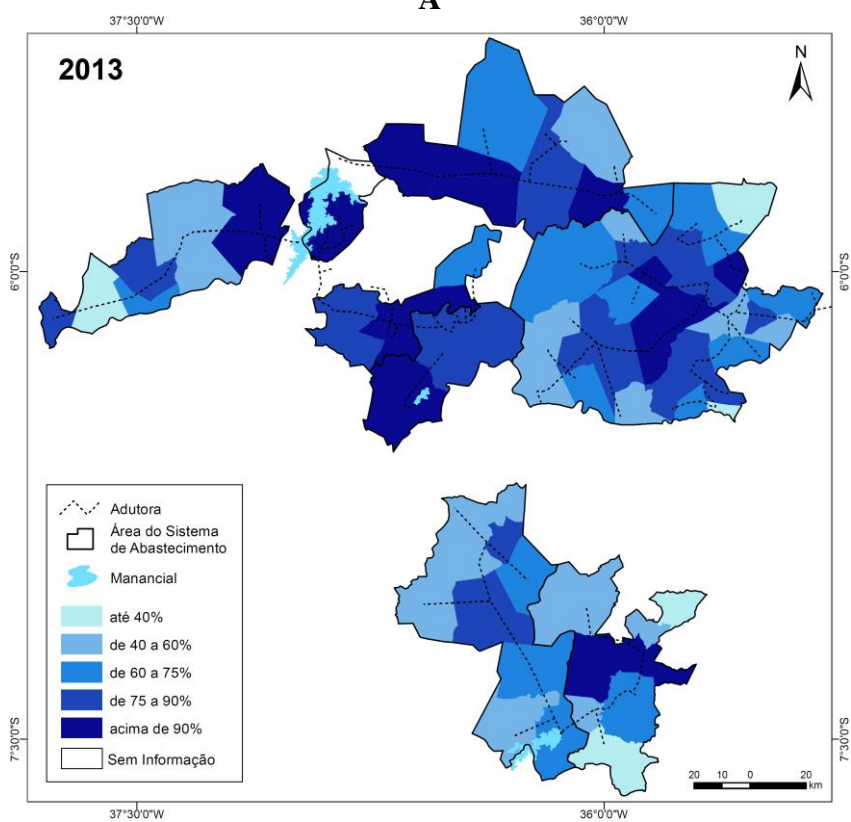 A
37°30'0"W 36°0'0"W
2013
N
6°0'0"S 6°0'0"S
Adutora
Área do Sistema
de Abastecimento
Manancial
até 40%
de 40 a 60%
de 60 a 75%
de 75 a 90%
acima de 90%
Sem Informação
7°30'0"S 7°30'0"S
20 10 0 20
km
37°30'0"W 36°0'0"W